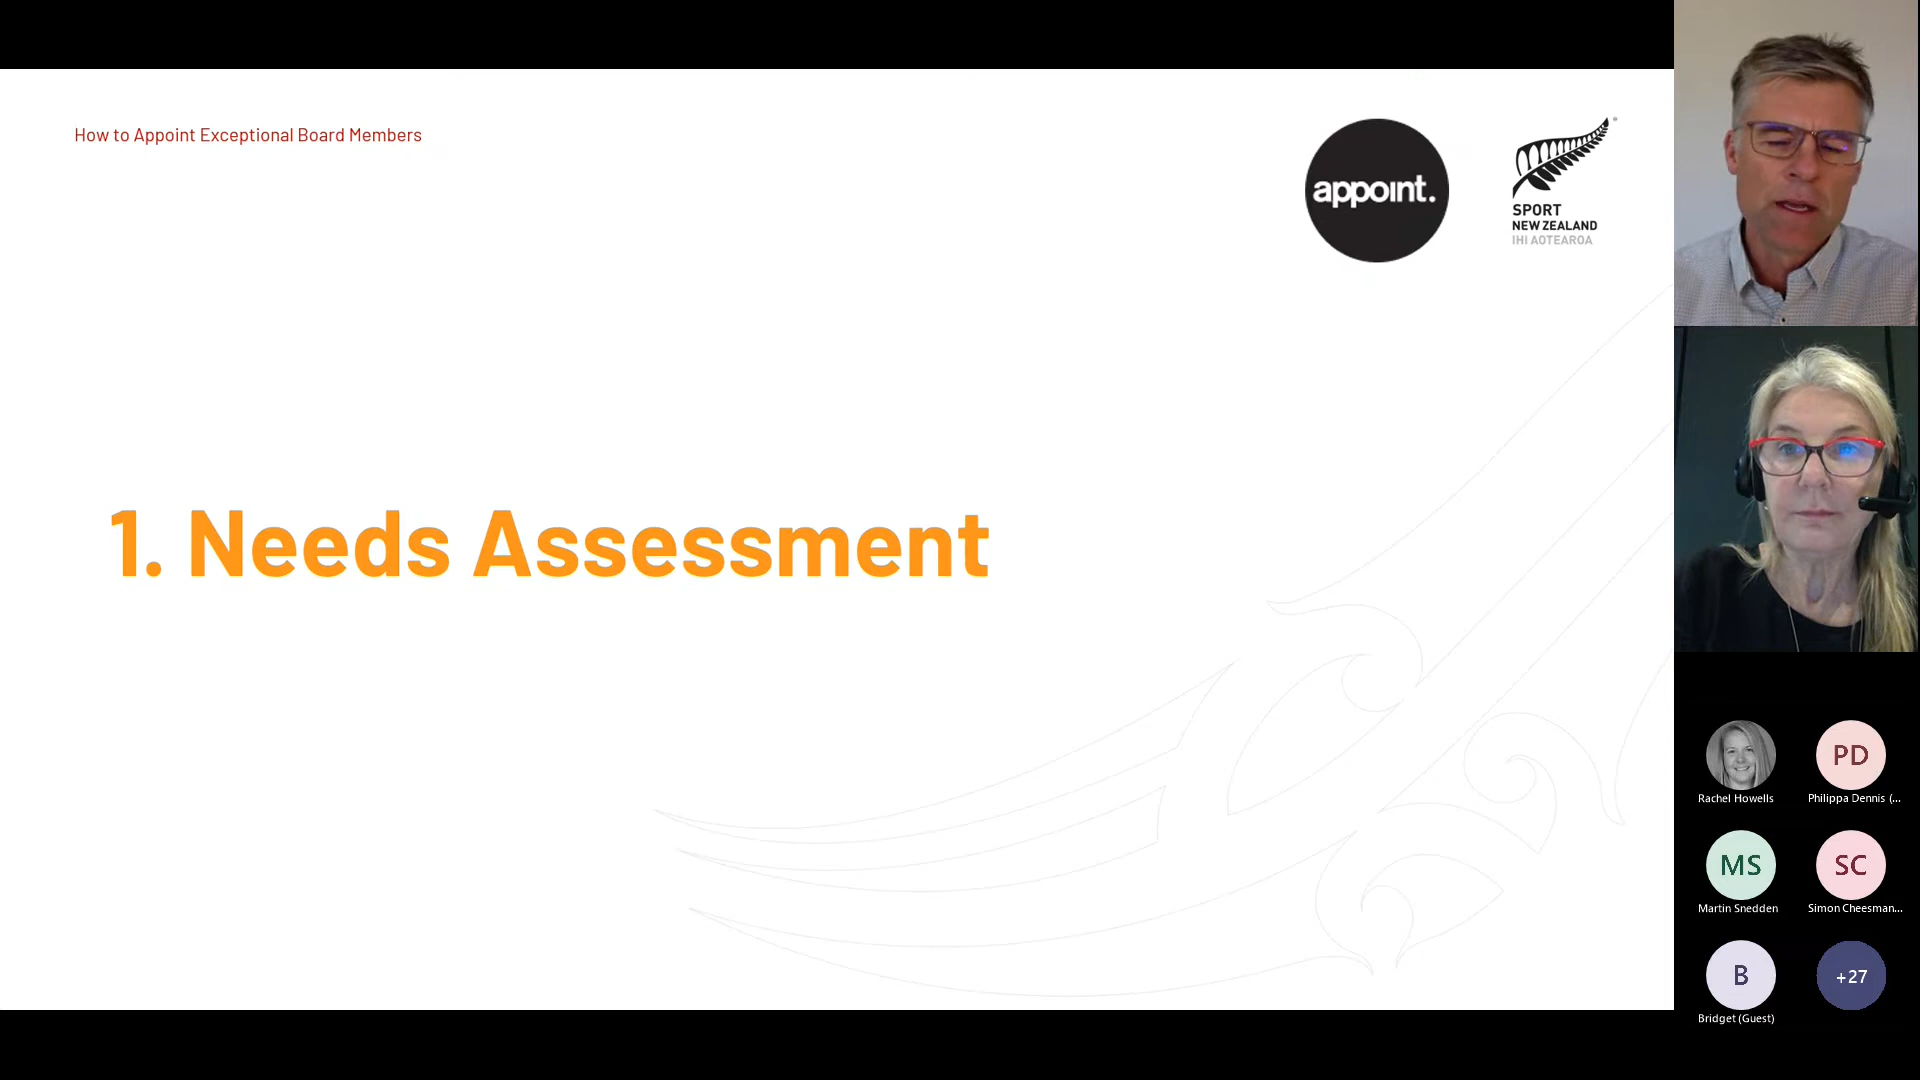 How to Appoint Exceptional Board Members
appoint.
SPORT
NEW ZEALAND
IHI AOTEAROA
1. Needs Assessment
Rachel Howells
PD
Philippa Dennis (...
MS
Martin Snedden
SC
Simon Cheesman...
B
Bridget (Guest)
+27